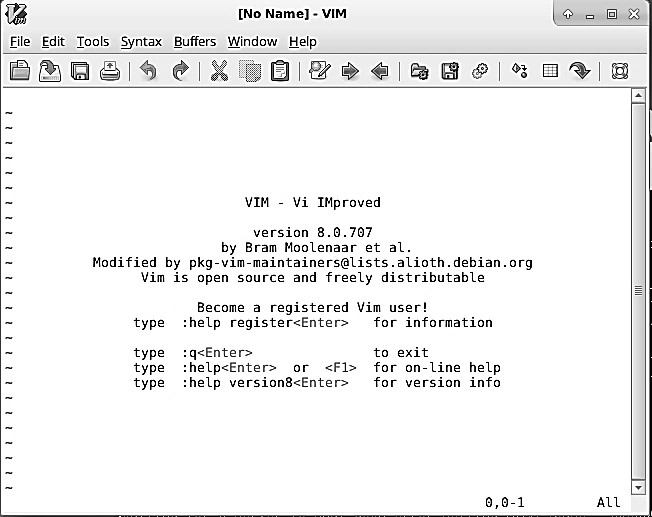 [No Name] - VIM
File Edit Tools Syntax Buffers Window Help
~
~
~
~
~
~
~ VIM - Vi IMproved
~
~ version 8.0.707
~ by Bram Moolenaar et al.
~ Modified by pkg-vim-maintainers@lists.alioth.debian.org
~ Vim is open source and freely distributable
~
~ Become a registered Vim user!
~ type :help register<Enter> for information
~
~ type :q<Enter> to exit
~ type :help<Enter> or <F1> for on-line help
~ type :help version8<Enter> for version info
~
~
~
~
~
~
~
0,0-1 All